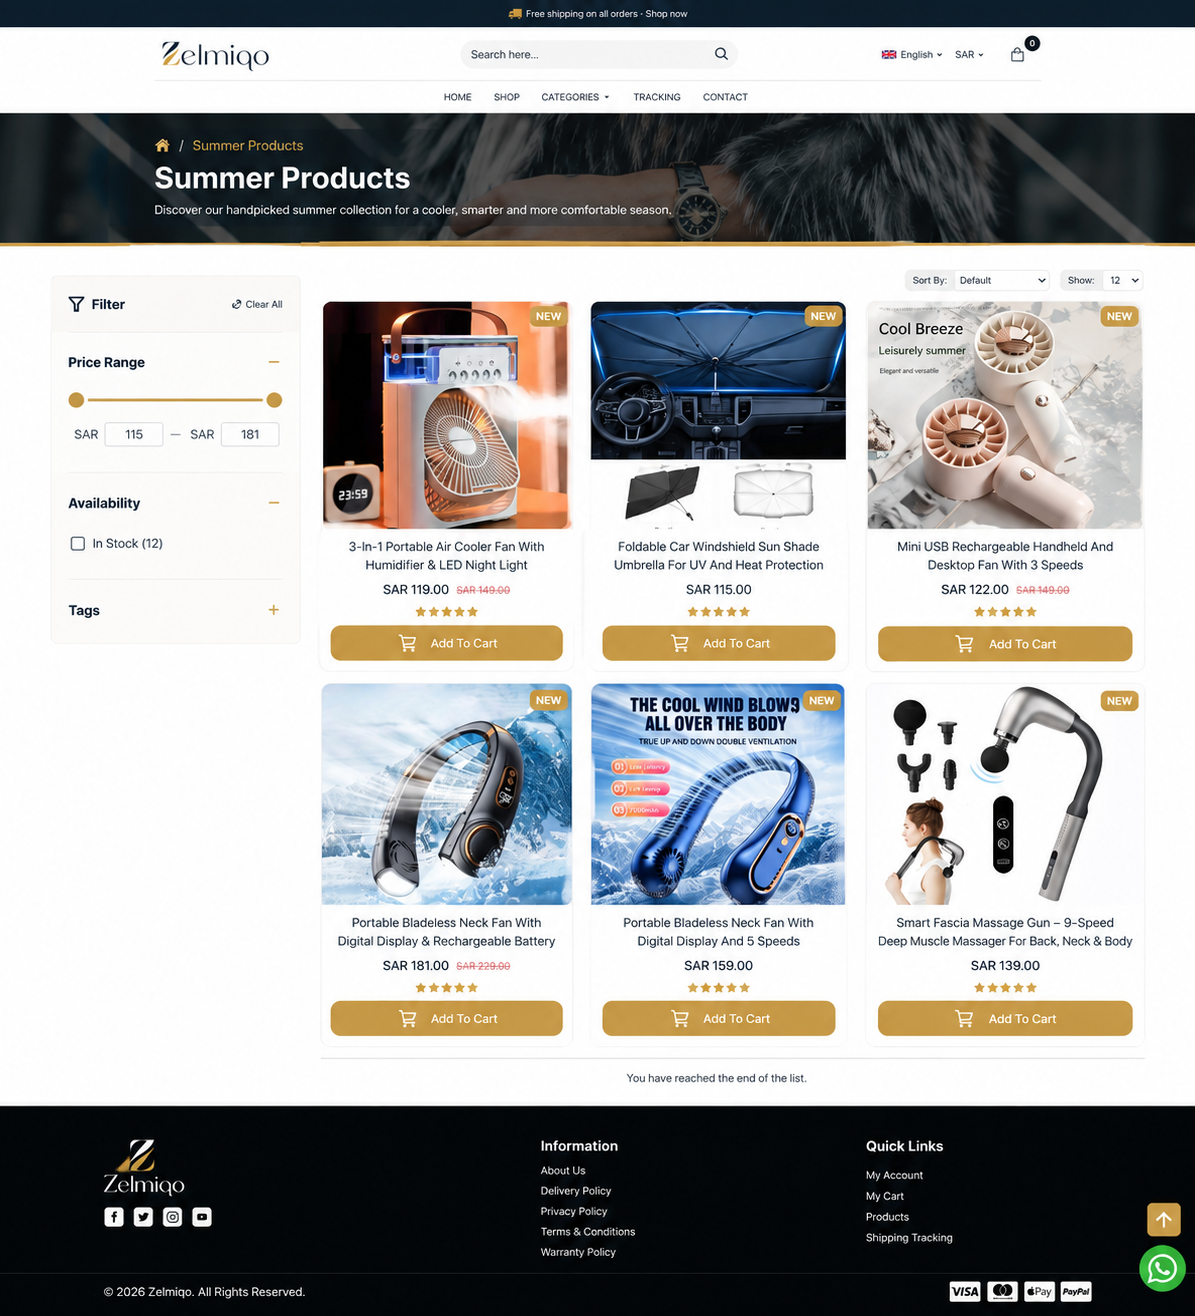 Free shipping on all orders - Shop now
Zelmiqo
Search here...
English
SAR
0
HOME
SHOP
CATEGORIES
TRACKING
CONTACT
/ Summer Products
Summer Products
Discover our handpicked summer collection for a cooler, smarter and more comfortable season.
Filter
Clear All
Price Range
SAR 115 — SAR 181
Availability
In Stock (12)
Tags
Sort By: Default
Show: 12
NEW
23:59
3-In-1 Portable Air Cooler Fan With
Humidifier & LED Night Light
SAR 119.00 SAR 149.00
Add To Cart
NEW
Foldable Car Windshield Sun Shade
Umbrella For UV And Heat Protection
SAR 115.00
Add To Cart
NEW
Cool Breeze
Leisurely summer
Elegant and versatile
Mini USB Rechargeable Handheld And
Desktop Fan With 3 Speeds
SAR 122.00 SAR 149.00
Add To Cart
NEW
Portable Bladeless Neck Fan With
Digital Display & Rechargeable Battery
SAR 181.00 SAR 229.00
Add To Cart
NEW
THE COOL WIND BLOWS
ALL OVER THE BODY
TRUE UP AND DOWN DOUBLE VENTILATION
01
02
03
Portable Bladeless Neck Fan With
Digital Display And 5 Speeds
SAR 159.00
Add To Cart
NEW
Smart Fascia Massage Gun – 9-Speed
Deep Muscle Massager For Back, Neck & Body
SAR 139.00
Add To Cart
You have reached the end of the list.
Zelmiqo
Information
About Us
Delivery Policy
Privacy Policy
Terms & Conditions
Warranty Policy
Quick Links
My Account
My Cart
Products
Shipping Tracking
© 2026 Zelmiqo. All Rights Reserved.
VISA
Pay
PayPal